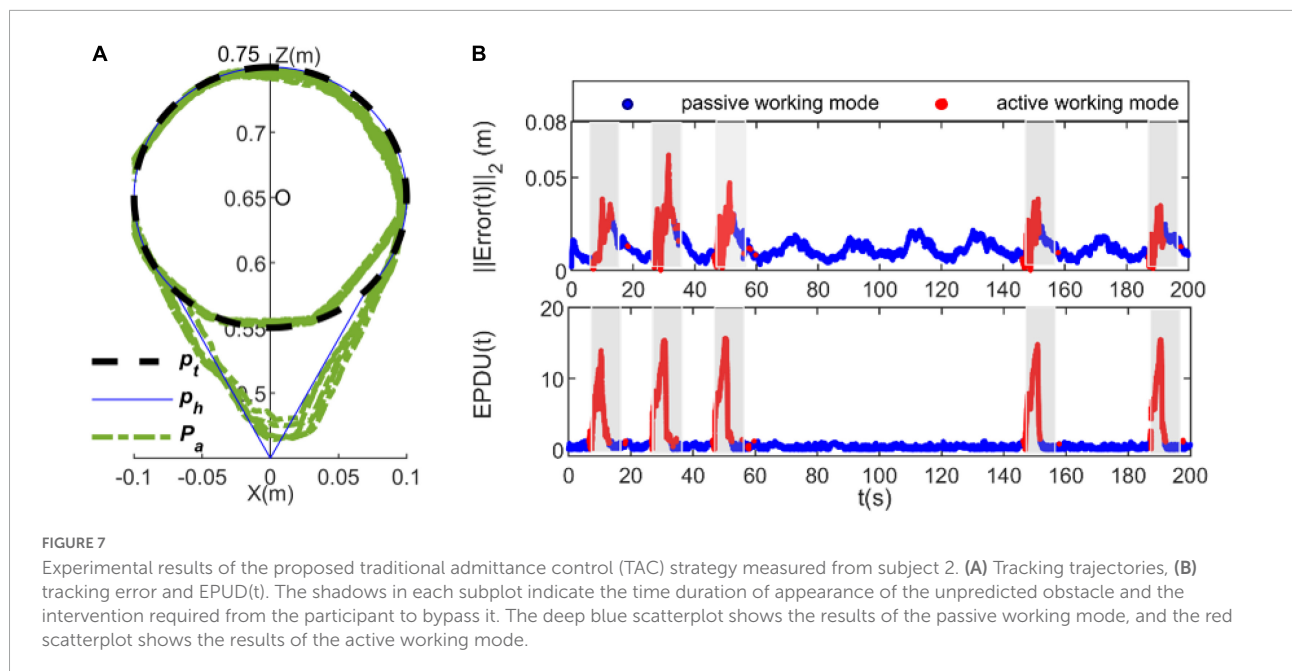 A
0.75
Z(m)
0.7
0.65
O
0.6
0.55
0.5
p_t
p_h
P_a
-0.1 -0.05 0 0.05 0.1
X(m)
B
passive working mode active working mode
||Error(t)||_2 (m)
0.08
0.05
0
0 20 40 60 80 100 120 140 160 180 200
EPDU(t)
20
15
10
5
0
0 20 40 60 80 100 120 140 160 180 200
t(s)
FIGURE 7
Experimental results of the proposed traditional admittance control (TAC) strategy measured from subject 2. (A) Tracking trajectories, (B)
tracking error and EPUD(t). The shadows in each subplot indicate the time duration of appearance of the unpredicted obstacle and the
intervention required from the participant to bypass it. The deep blue scatterplot shows the results of the passive working mode, and the red
scatterplot shows the results of the active working mode.